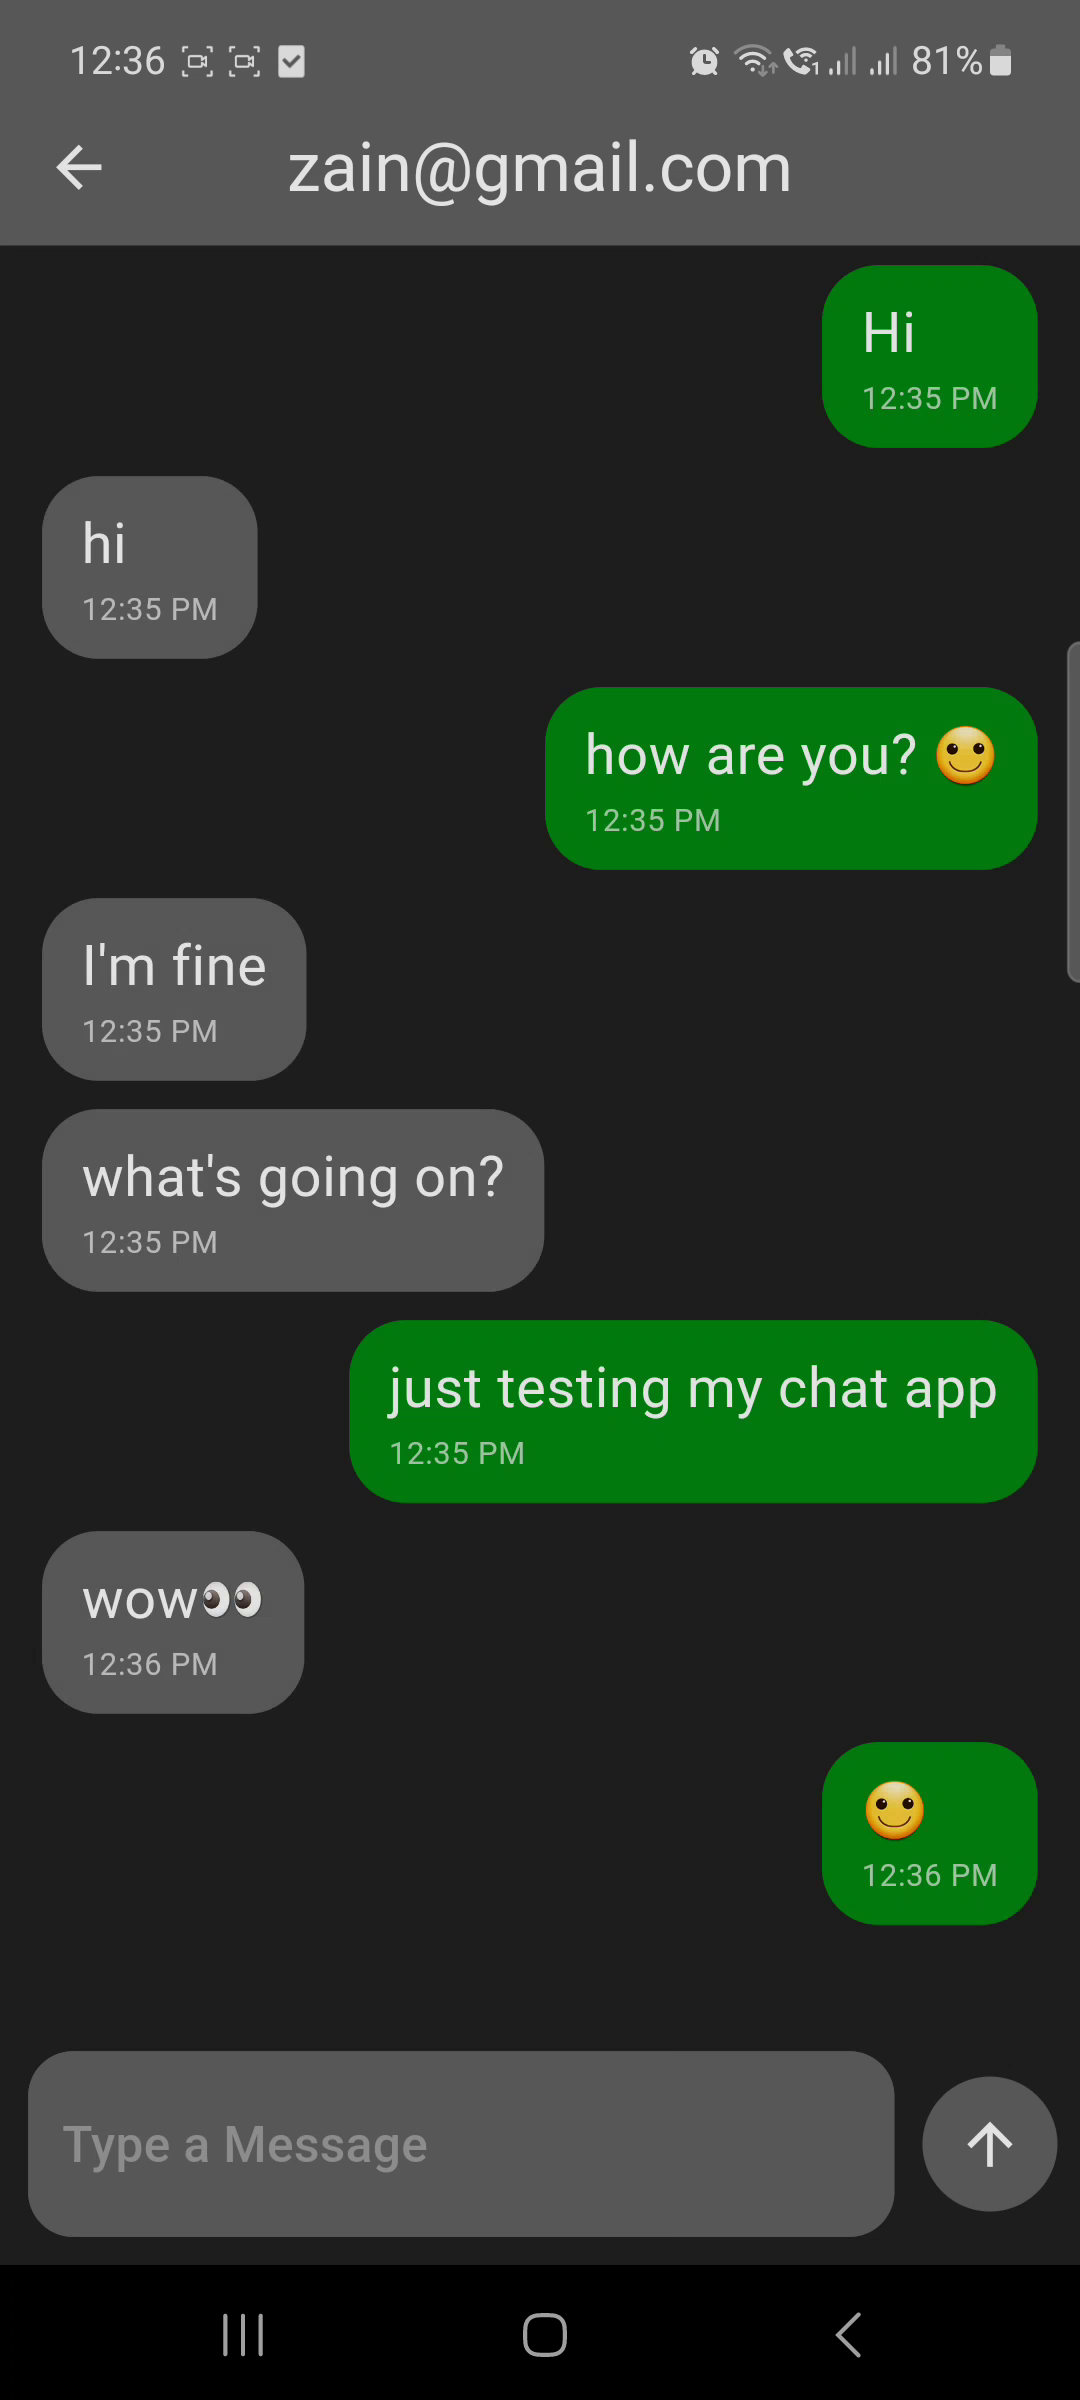 12:36 81%
zain@gmail.com
Hi
12:35 PM
hi
12:35 PM
how are you? 🙂
12:35 PM
I'm fine
12:35 PM
what's going on?
12:35 PM
just testing my chat app
12:35 PM
wow👀
12:36 PM
🙂
12:36 PM
Type a Message